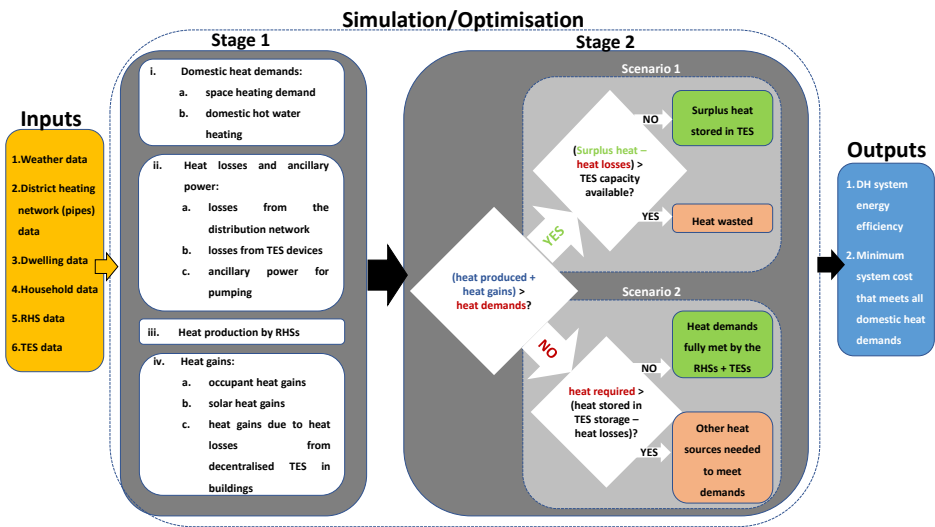 Simulation/Optimisation
Inputs
1.Weather data
2.District heating
network (pipes)
data
3.Dwelling data
4.Household data
5.RHS data
6.TES data
Stage 1
i. Domestic heat demands:
a. space heating demand
b. domestic hot water
heating
ii. Heat losses and ancillary
power:
a. losses from the
distribution network
b. losses from TES devices
c. ancillary power for
pumping
iii. Heat production by RHSs
iv. Heat gains:
a. occupant heat gains
b. solar heat gains
c. heat gains due to heat
losses from
decentralised TES in
buildings
Stage 2
(heat produced +
heat gains) >
heat demands?
YES
NO
Scenario 1
(Surplus heat –
heat losses) >
TES capacity
available?
NO
Surplus heat
stored in TES
YES
Heat wasted
Scenario 2
heat required >
(heat stored in
TES storage –
heat losses)?
NO
Heat demands
fully met by the
RHSs + TESs
YES
Other heat
sources needed
to meet
demands
Outputs
1. DH system
energy
efficiency
2. Minimum
system cost
that meets all
domestic heat
demands